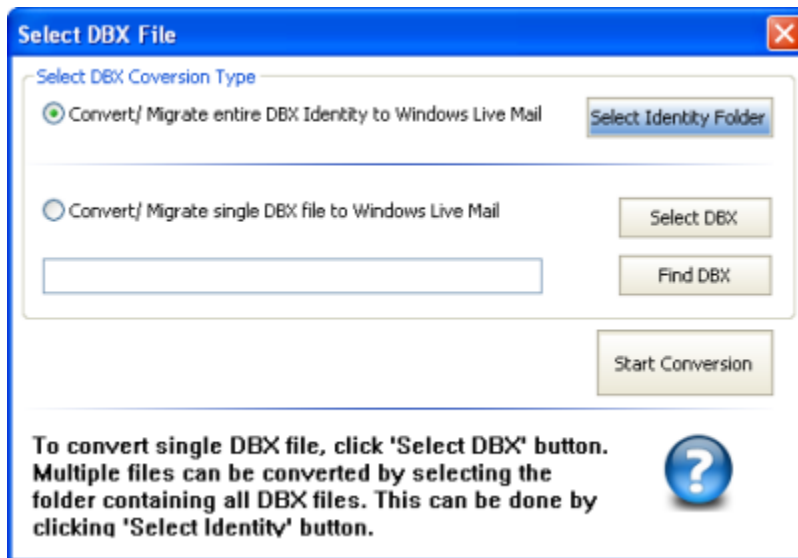 Select DBX File
Select DBX Coversion Type
Convert/ Migrate entire DBX Identity to Windows Live Mail
Select Identity Folder
Convert/ Migrate single DBX file to Windows Live Mail
Select DBX
Find DBX
Start Conversion
To convert single DBX file, click 'Select DBX' button.
Multiple files can be converted by selecting the
folder containing all DBX files. This can be done by
clicking 'Select Identity' button.